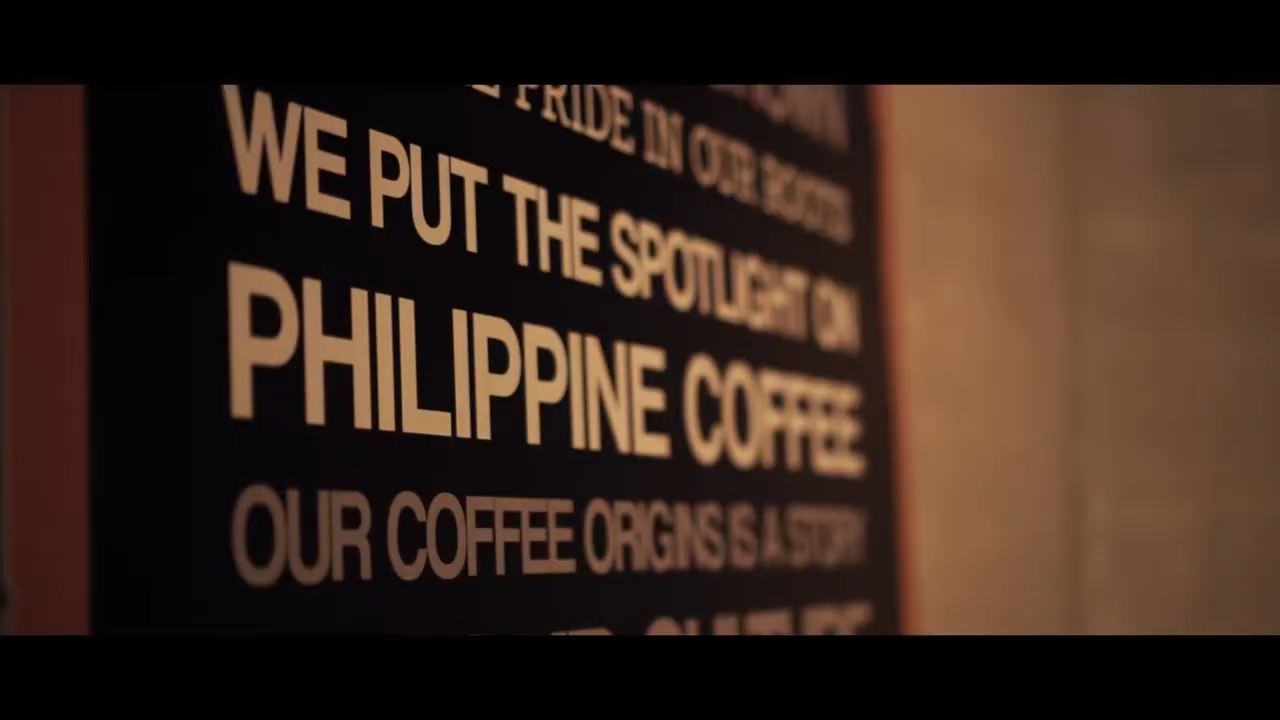 PRIDE IN OUR ROOTS
WE PUT THE SPOTLIGHT ON
PHILIPPINE COFFEE
OUR COFFEE ORIGINS IS A STORY